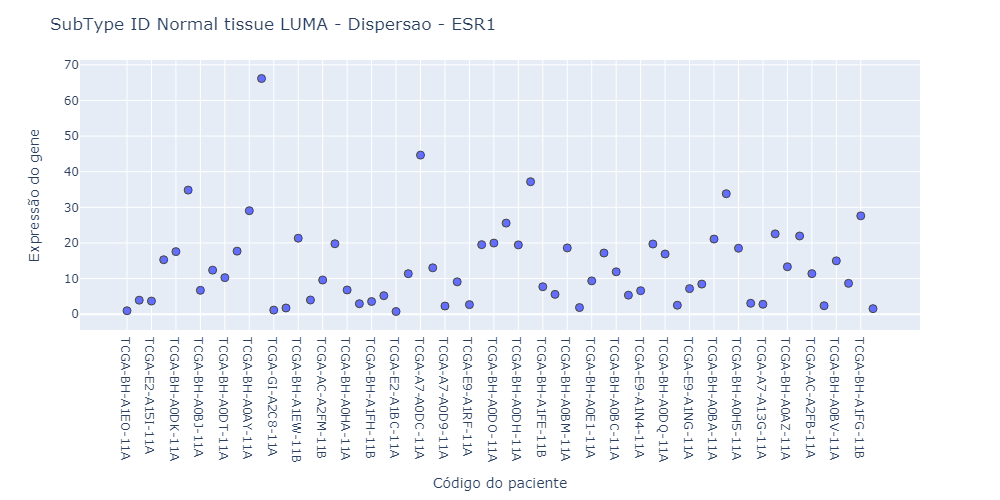 SubType ID Normal tissue LUMA - Dispersao - ESR1
Expressão do gene
70
60
50
40
30
20
10
0
TCGA-BH-A1EO-11A
TCGA-E2-A15I-11A
TCGA-BH-A0DK-11A
TCGA-BH-A0BJ-11A
TCGA-BH-A0DT-11A
TCGA-BH-A0AY-11A
TCGA-GI-A2C8-11A
TCGA-BH-A1EW-11B
TCGA-AC-A2FM-11B
TCGA-BH-A0HA-11A
TCGA-BH-A1FH-11B
TCGA-E2-A1BC-11A
TCGA-A7-A0DC-11A
TCGA-A7-A0D9-11A
TCGA-E9-A1RF-11A
TCGA-BH-A0DO-11A
TCGA-BH-A0DH-11A
TCGA-BH-A1FE-11B
TCGA-BH-A0BM-11A
TCGA-BH-A0E1-11A
TCGA-BH-A0BC-11A
TCGA-E9-A1N4-11A
TCGA-BH-A0DQ-11A
TCGA-E9-A1NG-11A
TCGA-BH-A0BA-11A
TCGA-BH-A0H5-11A
TCGA-A7-A13G-11A
TCGA-BH-A0AZ-11A
TCGA-AC-A2FB-11A
TCGA-BH-A0BV-11A
TCGA-BH-A1FG-11B
Código do paciente